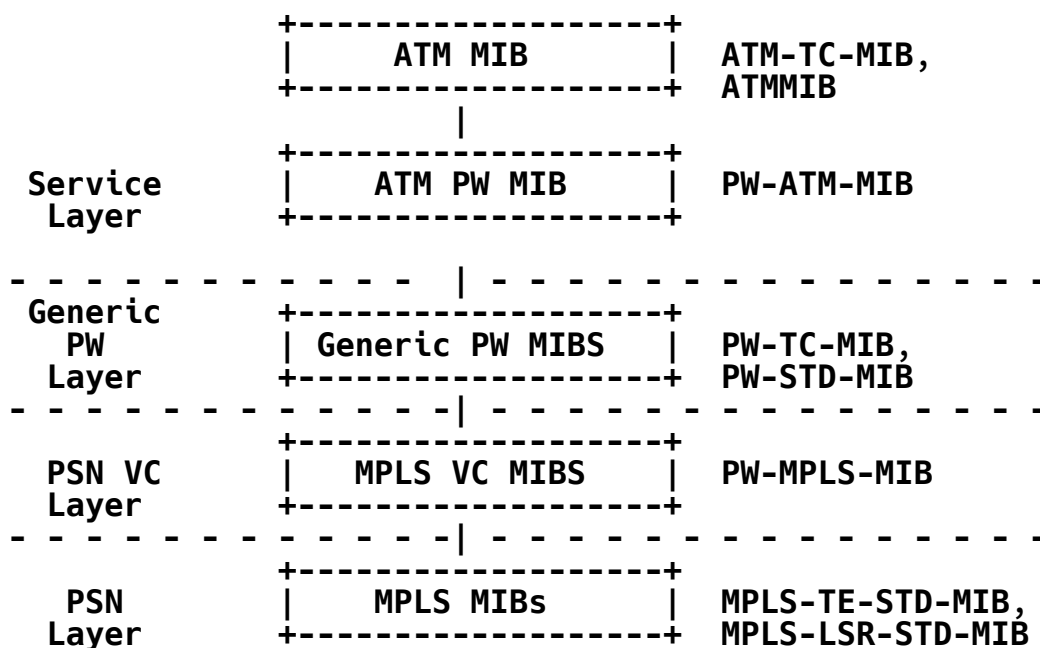 +-------------------+
                |     ATM MIB       |  ATM-TC-MIB,
                +-------------------+  ATMMIB
                         |
                +-------------------+
   Service      |    ATM PW MIB     |  PW-ATM-MIB
    Layer       +-------------------+

- - - - - - - - - - -  | - - - - - - - - - - - - - - -
   Generic      +-------------------+
     PW         | Generic PW MIBS   |  PW-TC-MIB,
    Layer       +-------------------+  PW-STD-MIB
- - - - - - - - - - - -| - - - - - - - - - - - - - - -
                +-------------------+
    PSN VC      |   MPLS VC MIBS    |  PW-MPLS-MIB
    Layer       +-------------------+
- - - - - - - - - - - -| - - - - - - - - - - - - - - -
                +-------------------+
     PSN        |    MPLS MIBs      |  MPLS-TE-STD-MIB,
    Layer       +-------------------+  MPLS-LSR-STD-MIB